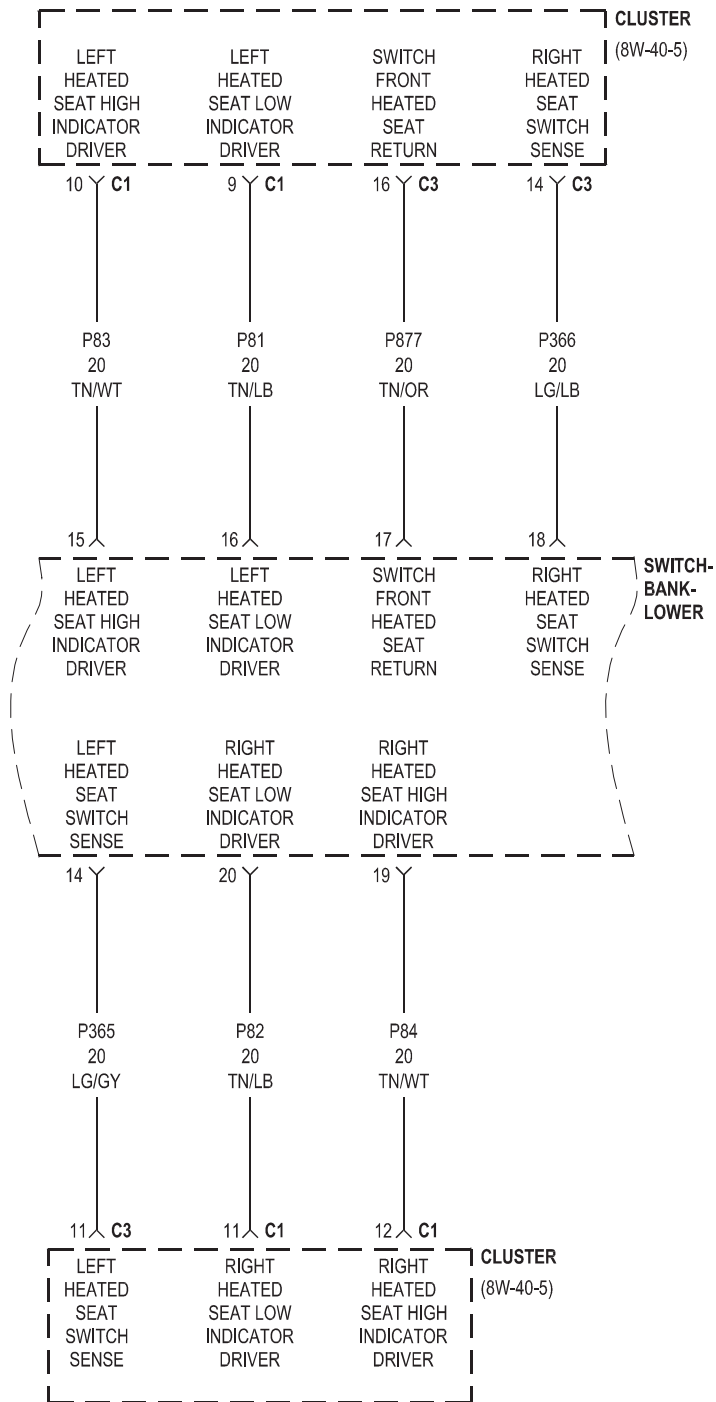 CLUSTER
(8W-40-5)
LEFT
HEATED
SEAT HIGH
INDICATOR
DRIVER
LEFT
HEATED
SEAT LOW
INDICATOR
DRIVER
SWITCH
FRONT
HEATED
SEAT
RETURN
RIGHT
HEATED
SEAT
SWITCH
SENSE
10 C1
9 C1
16 C3
14 C3
P83
20
TN/WT
P81
20
TN/LB
P877
20
TN/OR
P366
20
LG/LB
15
16
17
18
SWITCH-
BANK-
LOWER
LEFT
HEATED
SEAT HIGH
INDICATOR
DRIVER
LEFT
HEATED
SEAT LOW
INDICATOR
DRIVER
SWITCH
FRONT
HEATED
SEAT
RETURN
RIGHT
HEATED
SEAT
SWITCH
SENSE
LEFT
HEATED
SEAT
SWITCH
SENSE
RIGHT
HEATED
SEAT LOW
INDICATOR
DRIVER
RIGHT
HEATED
SEAT HIGH
INDICATOR
DRIVER
14
20
19
P365
20
LG/GY
P82
20
TN/LB
P84
20
TN/WT
11 C3
11 C1
12 C1
CLUSTER
(8W-40-5)
LEFT
HEATED
SEAT
SWITCH
SENSE
RIGHT
HEATED
SEAT LOW
INDICATOR
DRIVER
RIGHT
HEATED
SEAT HIGH
INDICATOR
DRIVER